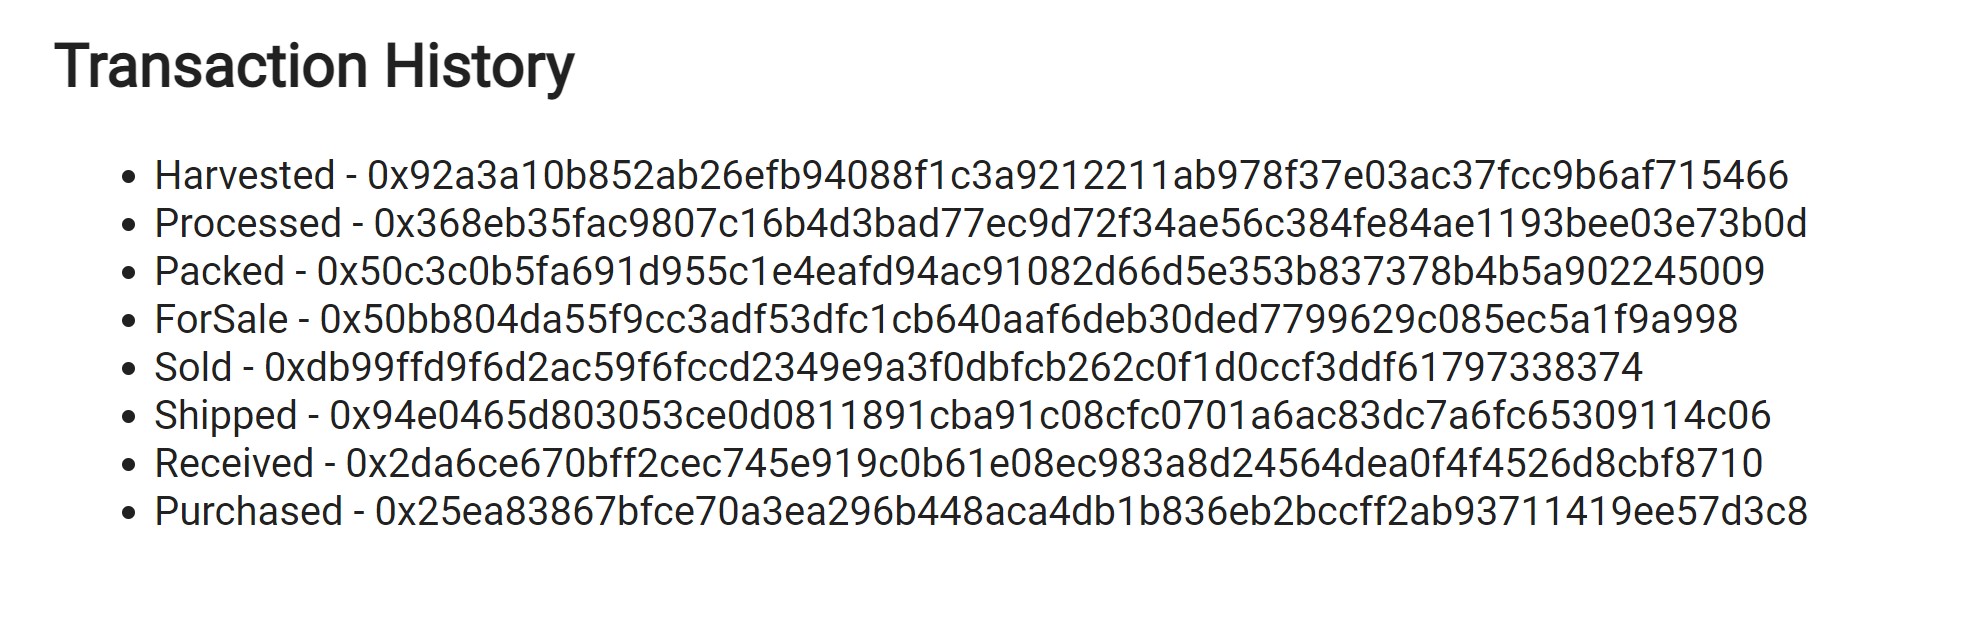 Transaction History
• Harvested - 0x92a3a10b852ab26efb94088f1c3a9212211ab978f37e03ac37fcc9b6af715466
• Processed - 0x368eb35fac9807c16b4d3bad77ec9d72f34ae56c384fe84ae1193bee03e73b0d
• Packed - 0x50c3c0b5fa691d955c1e4eafd94ac91082d66d5e353b837378b4b5a902245009
• ForSale - 0x50bb804da55f9cc3adf53dfc1cb640aaf6deb30ded7799629c085ec5a1f9a998
• Sold - 0xdb99ffd9f6d2ac59f6fccd2349e9a3f0dbfcb262c0f1d0ccf3ddf61797338374
• Shipped - 0x94e0465d803053ce0d0811891cba91c08cfc0701a6ac83dc7a6fc65309114c06
• Received - 0x2da6ce670bff2cec745e919c0b61e08ec983a8d24564dea0f4f4526d8cbf8710
• Purchased - 0x25ea83867bfce70a3ea296b448aca4db1b836eb2bccff2ab93711419ee57d3c8